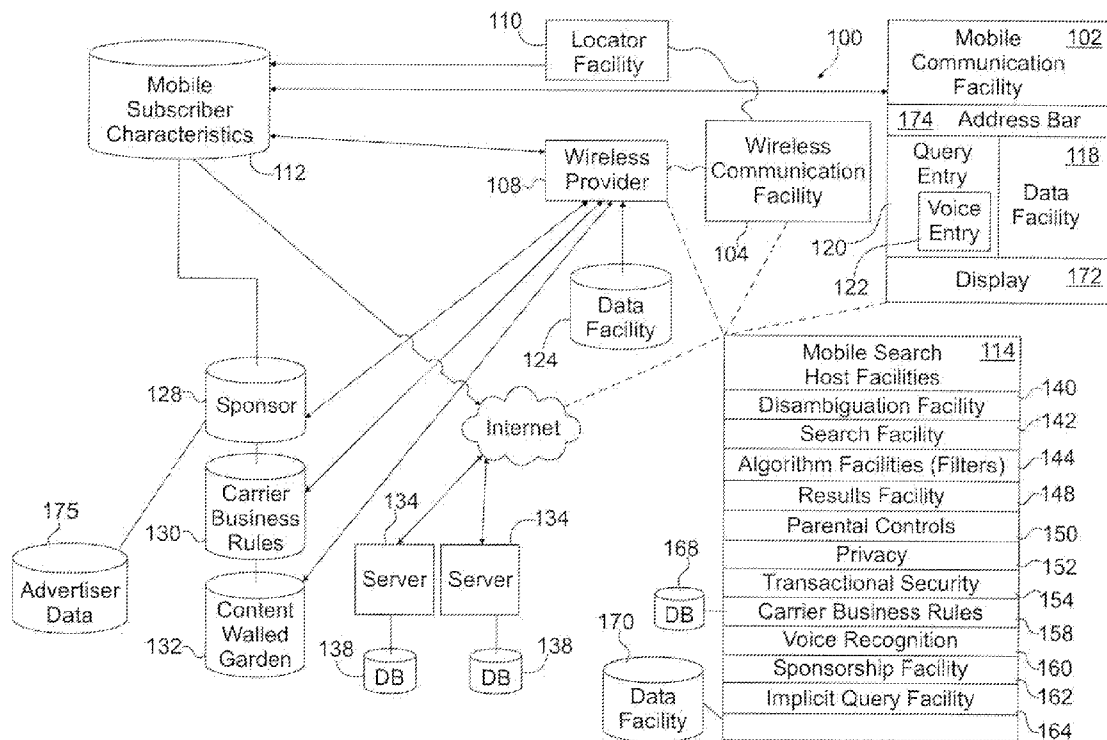 110
Locator
Facility
100
Mobile
Subscriber
Characteristics
112
102
Mobile
Communication
Facility
174
Address Bar
Query
Entry
Voice
Entry
118
Data
Facility
120
122
Display
172
Wireless
Provider
108
Wireless
Communication
Facility
104
Data
Facility
124
128
Sponsor
Internet
Carrier
Business
Rules
130
175
Advertiser
Data
Content
Walled
Garden
132
134
134
Server
Server
138
DB
DB
138
Mobile Search
Host Facilities
114
140
Disambiguation Facility
142
Search Facility
Algorithm Facilities (Filters)
144
Results Facility
148
Parental Controls
150
Privacy
152
168
DB
Transactional Security
154
Carrier Business Rules
158
Voice Recognition
160
170
Data
Facility
Sponsorship Facility
162
Implicit Query Facility
164